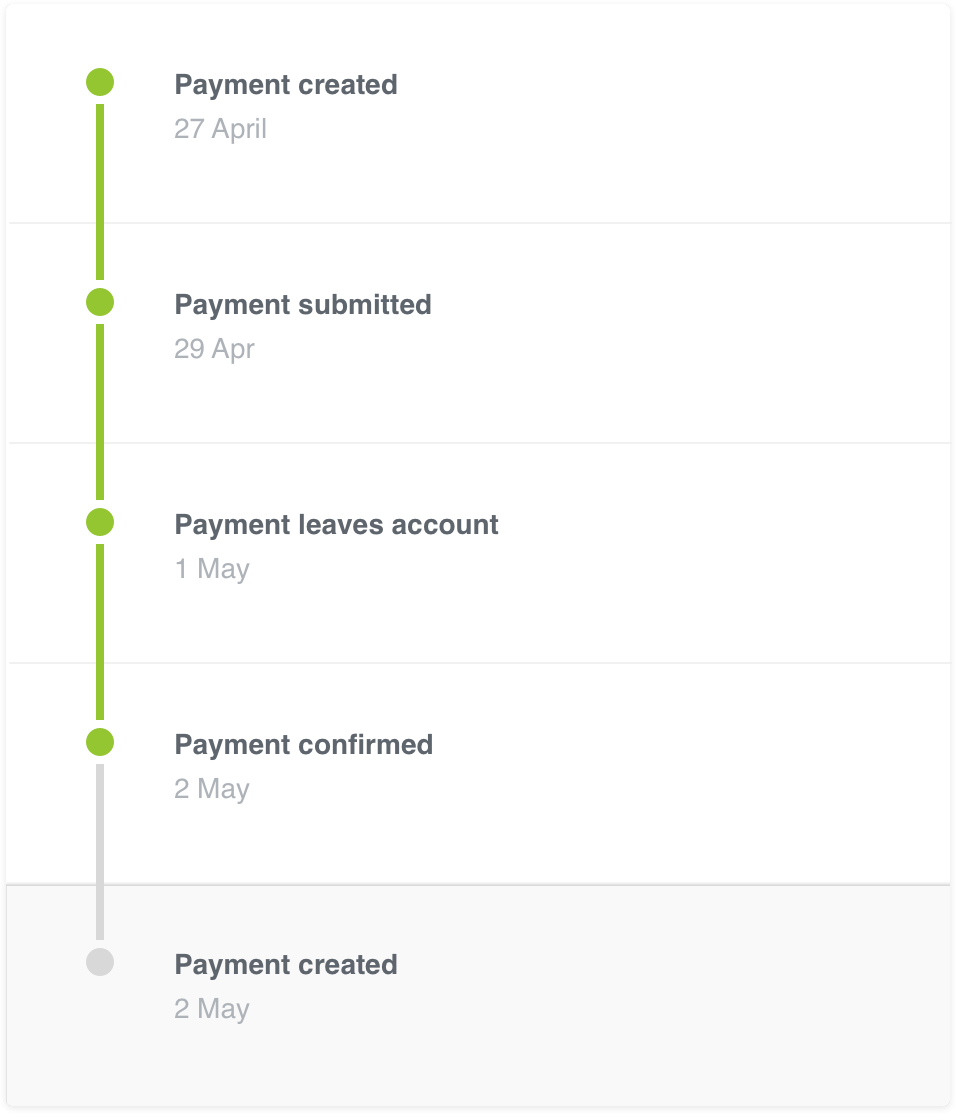 Payment created
27 April
Payment submitted
29 Apr
Payment leaves account
1 May
Payment confirmed
2 May
Payment created
2 May